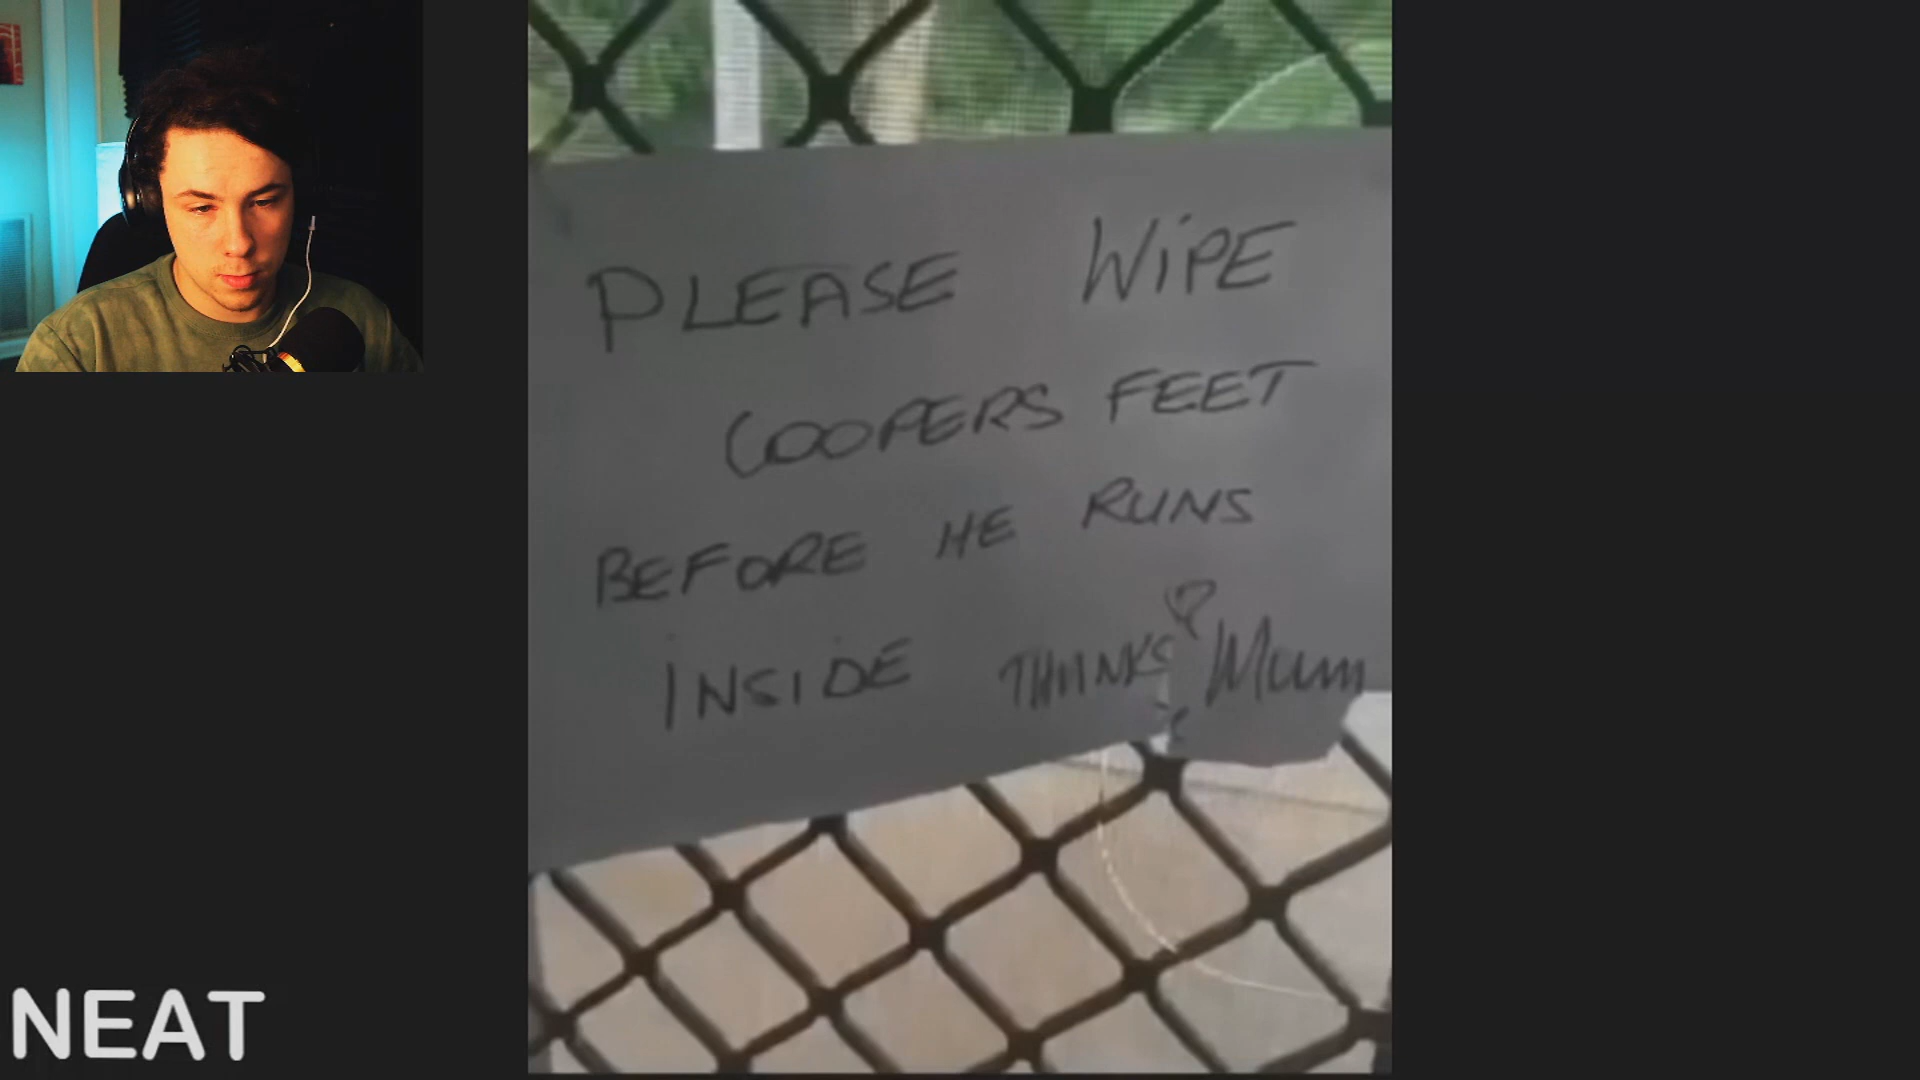 PLEASE WIPE
COOPERS FEET
BEFORE HE RUNS
INSIDE THANKS Mum
NEAT